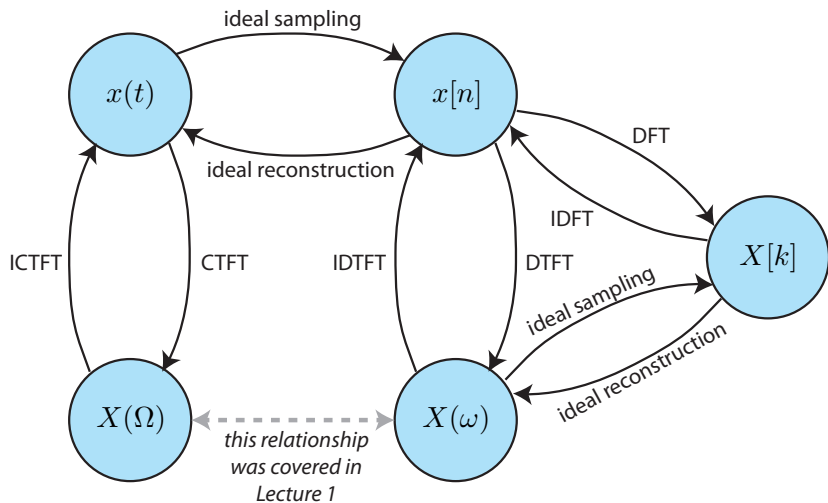 ideal sampling
x(t)
x[n]
ideal reconstruction
DFT
IDFT
X[k]
ICTFT
CTFT
IDTFT
DTFT
ideal sampling
ideal reconstruction
X(Ω)
X(ω)
this relationship
was covered in
Lecture 1